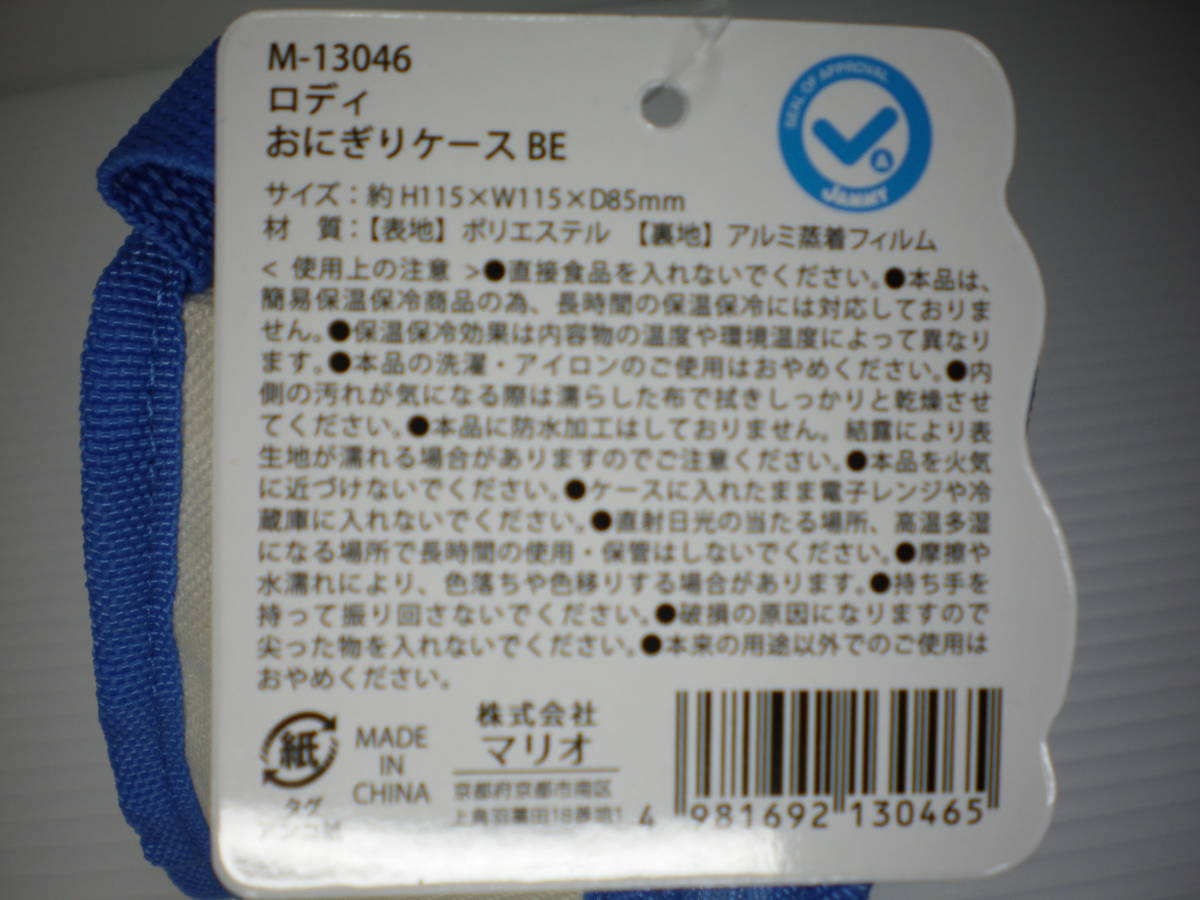 M-13046
ロディ
おにぎりケース BE
SEAL OF APPROVAL
JAMMY
サイズ：約 H115×W115×D85mm
材　質：【表地】ポリエステル　【裏地】アルミ蒸着フィルム
< 使用上の注意 >●直接食品を入れないでください。●本品は、
簡易保温保冷商品の為、長時間の保温保冷には対応しておりま
せん。●保温保冷効果は内容物の温度や環境温度によって異なり
ます。●本品の洗濯・アイロンのご使用はおやめください。●内
側の汚れが気になる際は濡らした布で拭きしっかりと乾燥させ
てください。●本品に防水加工はしておりません。結露により表
生地が濡れる場合がありますのでご注意ください。●本品を火気
に近づけないでください。●ケースに入れたまま電子レンジや冷
蔵庫に入れないでください。●直射日光の当たる場所、高温多湿
になる場所で長時間の使用・保管はしないでください。●摩擦や
水濡れにより、色落ちや色移りする場合があります。●持ち手を
持って振り回さないでください。●破損の原因になりますので
尖った物を入れないでください。●本来の用途以外でのご使用は
おやめください。
紙
タグ
MADE
IN
CHINA
株式会社
マリオ
京都府京都市南区
上鳥羽藁田18番地1
4 981692 130465